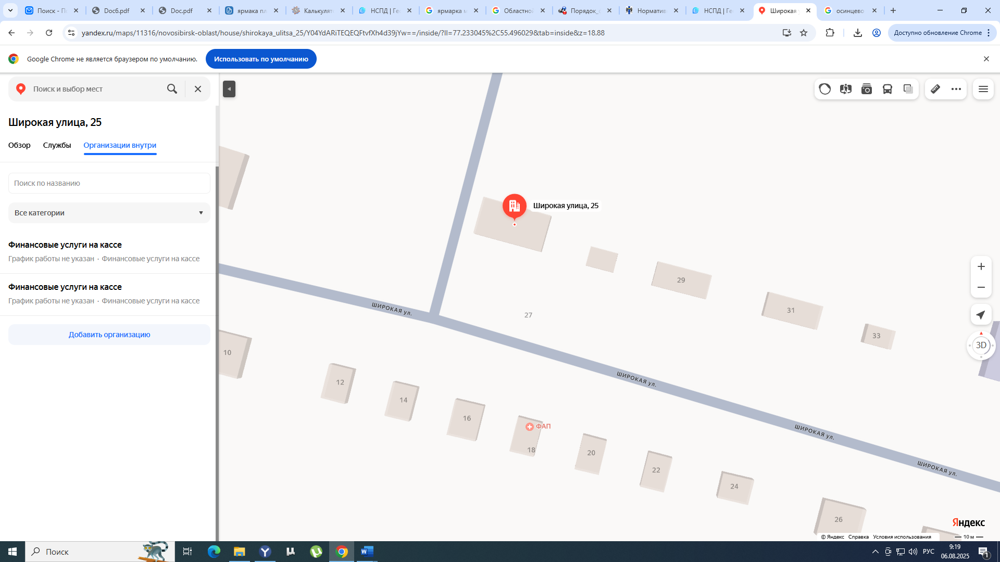 Поиск - П
Doc6.pdf
Doc.pdf
ярмака пл
Калькулят
НСПД | Ге
ярмарка м
Областной
Порядок_
Норматив
НСПД | Ге
Широкая
осинцево
yandex.ru/maps/11316/novosibirsk-oblast/house/shirokaya_ulitsa_25/Y04YdARiTEQEQFtvfXh4d39jYw==/inside/?ll=77.233045%2C55.496029&tab=inside&z=18.88
Доступно обновление Chrome
Google Chrome не является браузером по умолчанию.
Использовать по умолчанию
Поиск и выбор мест
Широкая улица, 25
Обзор
Службы
Организации внутри
Поиск по названию
Все категории
Финансовые услуги на кассе
График работы не указан · Финансовые услуги на кассе
Финансовые услуги на кассе
График работы не указан · Финансовые услуги на кассе
Добавить организацию
Широкая улица, 25
29
31
33
27
ШИРОКАЯ ул.
ШИРОКАЯ ул.
ШИРОКАЯ ул.
ШИРОКАЯ ул.
10
12
14
16
ФАП
18
20
22
24
26
3D
Яндекс
© Яндекс Справка Условия использования
10 м
Поиск
РУС
9:19
06.08.2025
1